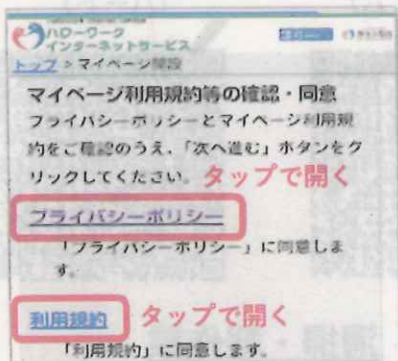 ハローワーク
インターネットサービス
トップ > マイページ開設
マイページ利用規約等の確認・同意
プライバシーポリシーとマイページ利用規
約をご確認のうえ、「次へ進む」ボタンをク
リックしてください。 タップで開く
プライバシーポリシー
「プライバシーポリシー」に同意しま
す。
利用規約 タップで開く
「利用規約」に同意します。